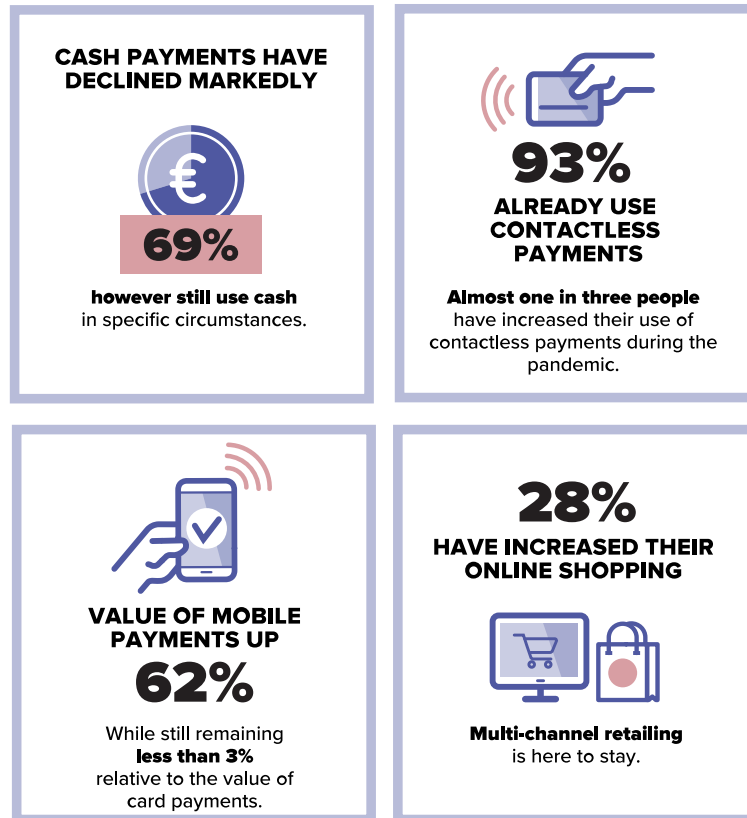 CASH PAYMENTS HAVE
DECLINED MARKEDLY
€
69%
however still use cash
in specific circumstances.
93%
ALREADY USE
CONTACTLESS
PAYMENTS
Almost one in three people
have increased their use of
contactless payments during the
pandemic.
VALUE OF MOBILE
PAYMENTS UP
62%
While still remaining
less than 3%
relative to the value of
card payments.
28%
HAVE INCREASED THEIR
ONLINE SHOPPING
Multi-channel retailing
is here to stay.